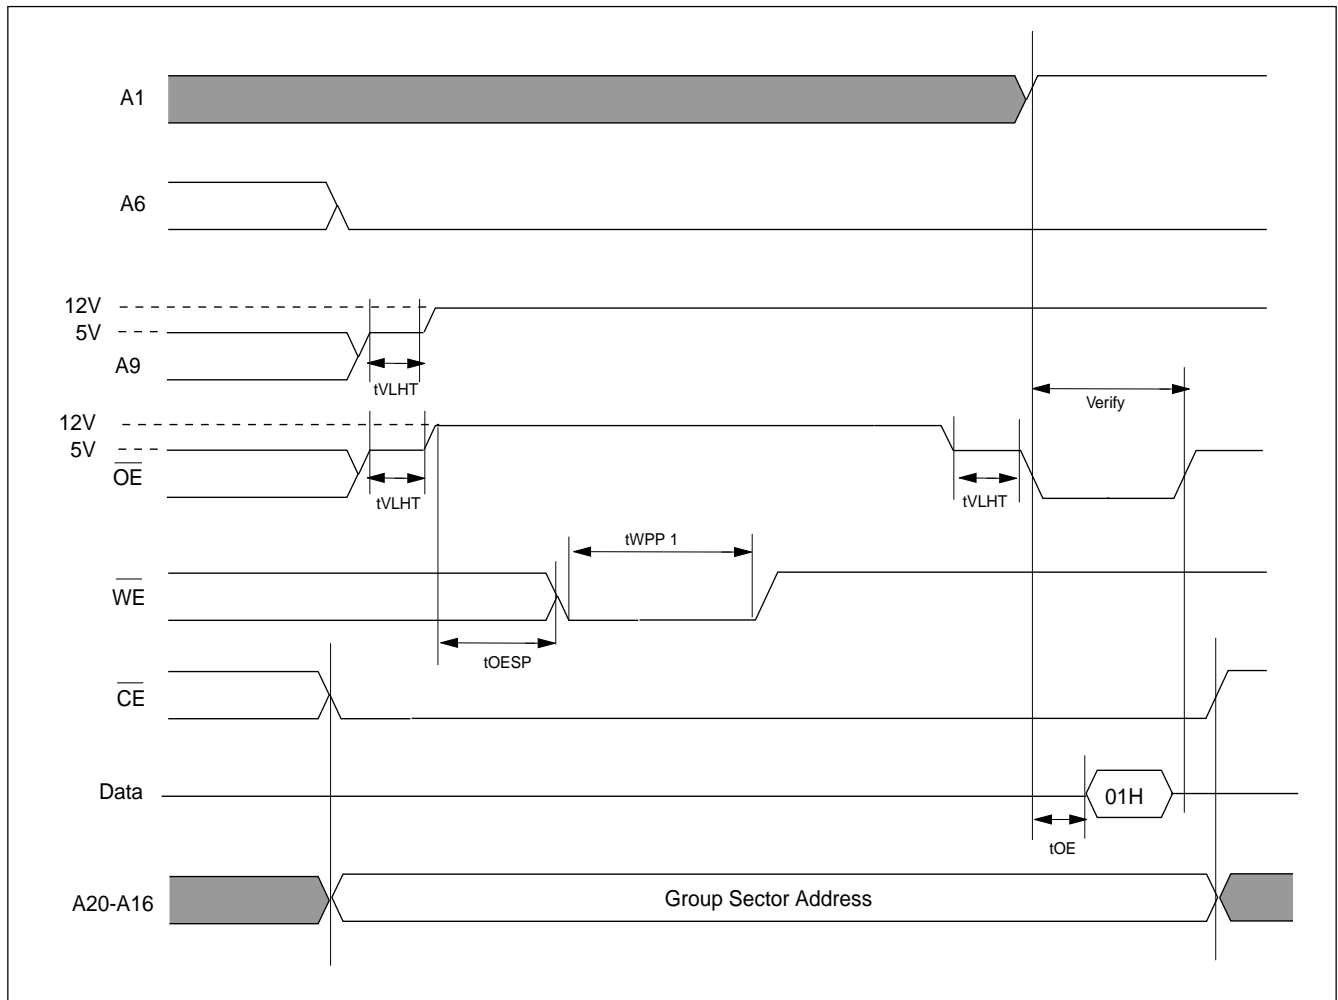 A1
A6
12V
5V
A9
tVLHT
Verify
12V
5V
OE
tVLHT
tVLHT
tWPP 1
WE
tOESP
CE
Data
01H
tOE
A20-A16
Group Sector Address